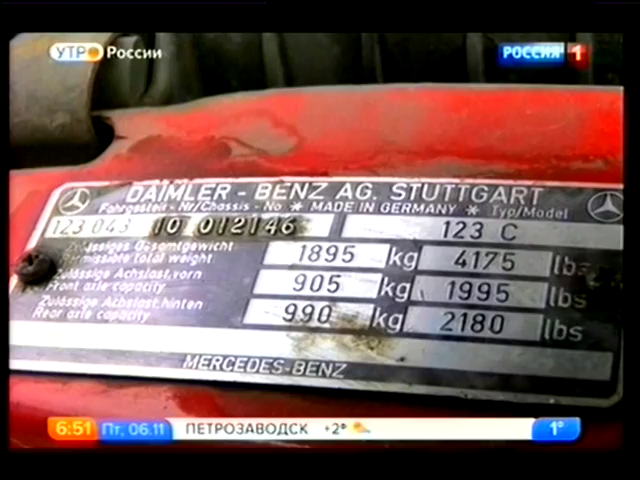 УТРО России
РОССИЯ 1
DAIMLER - BENZ AG, STUTTGART
Fahrgestell - Nr/Chassis - No ✳ MADE IN GERMANY ✳ Typ/Model
123 043 10 012146 123 C
Zulässiges Gesamtgewicht
Permissible total weight
1895 kg 4175 lbs
Zulässige Achslast, vorn
Front axle capacity
905 kg 1995 lbs
Zulässige Achslast, hinten
Rear axle capacity
990 kg 2180 lbs
MERCEDES-BENZ
6:51 Пт, 06.11 ПЕТРОЗАВОДСК +2° 1°